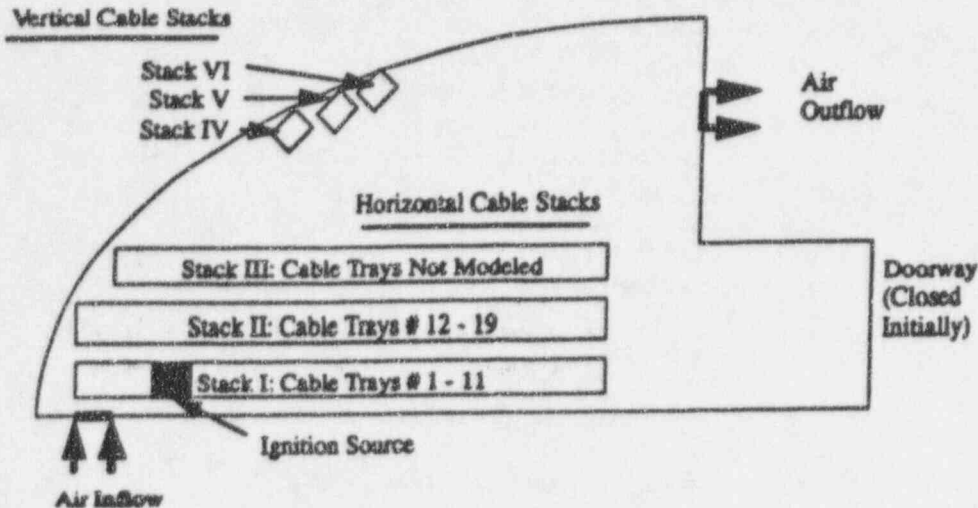 Vertical Cable Stacks
Stack VI
Stack V
Stack IV
Air
Outflow
Horizontal Cable Stacks
Stack III: Cable Trays Not Modeled
Stack II: Cable Trays # 12 - 19
Stack I: Cable Trays # 1 - 11
Doorway
(Closed
Initially)
Ignition Source
Air Inflow